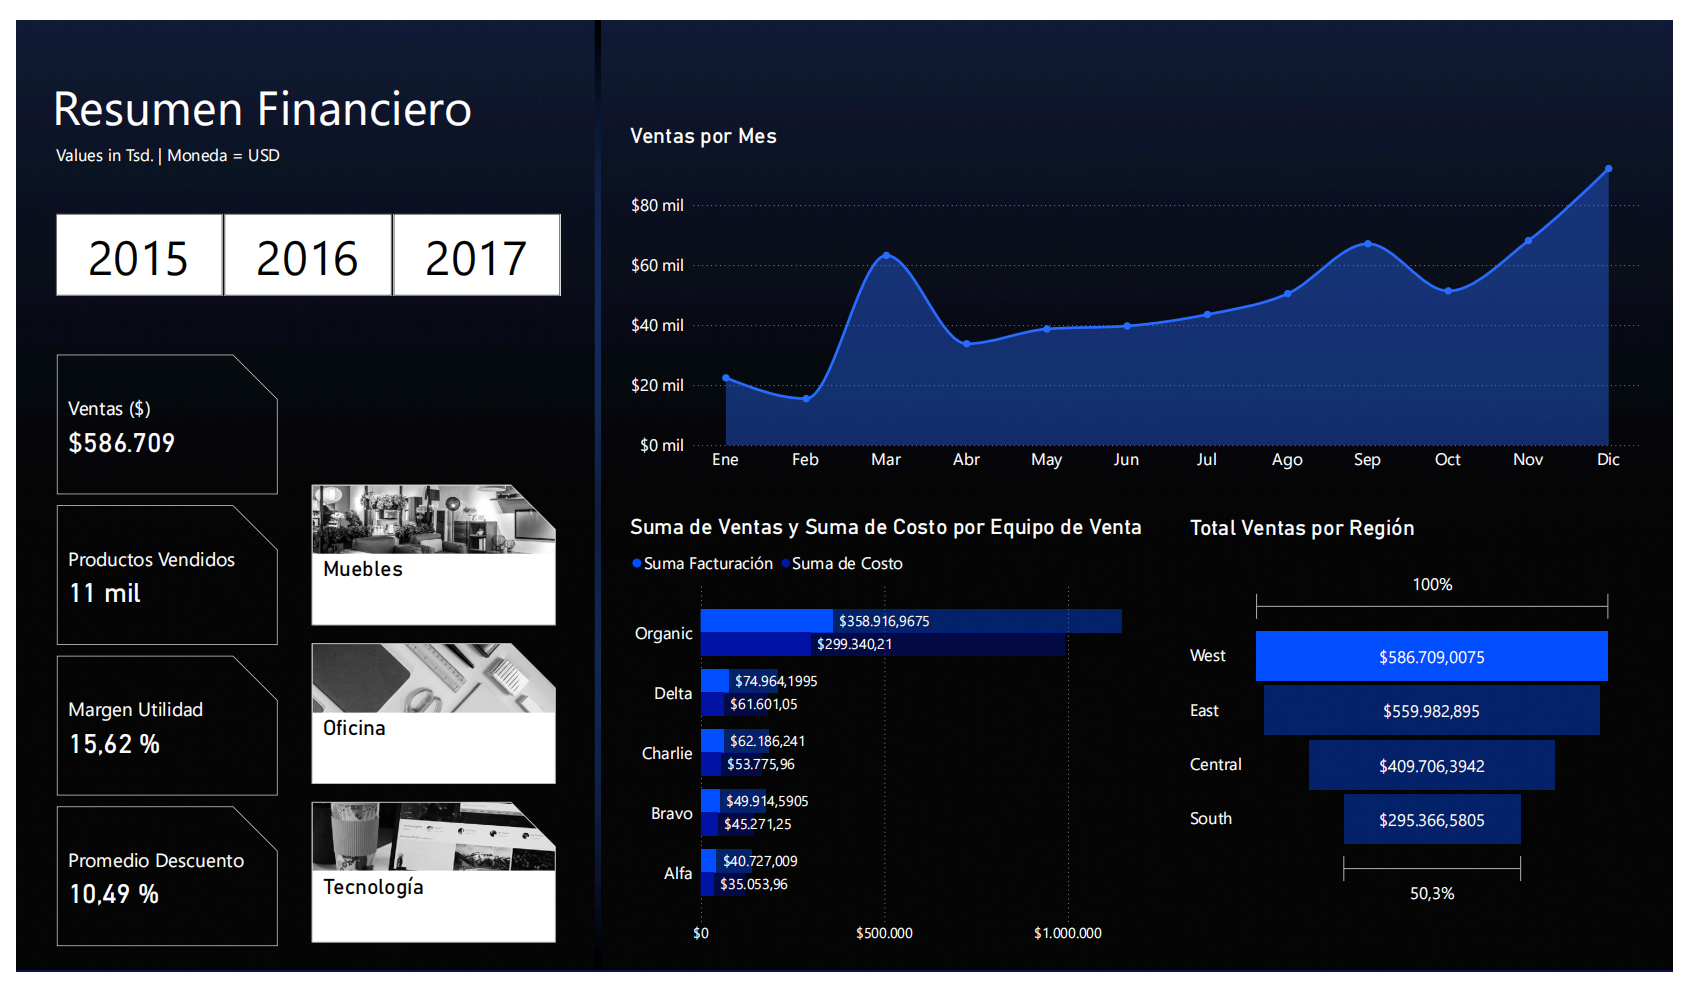 Resumen Financiero
Values in Tsd. | Moneda = USD
2015
2016
2017
Ventas ($)
$586.709
Productos Vendidos
11 mil
Margen Utilidad
15,62 %
Promedio Descuento
10,49 %
Muebles
Oficina
Tecnología
Ventas por Mes
$80 mil
$60 mil
$40 mil
$20 mil
$0 mil
Ene Feb Mar Abr May Jun Jul Ago Sep Oct Nov Dic
Suma de Ventas y Suma de Costo por Equipo de Venta
Suma Facturación Suma de Costo
Organic
$358.916,9675
$299.340,21
Delta
$74.964,1995
$61.601,05
Charlie
$62.186,241
$53.775,96
Bravo
$49.914,5905
$45.271,25
Alfa
$40.727,009
$35.053,96
$0 $500.000 $1.000.000
Total Ventas por Región
100%
West $586.709,0075
East $559.982,895
Central $409.706,3942
South $295.366,5805
50,3%